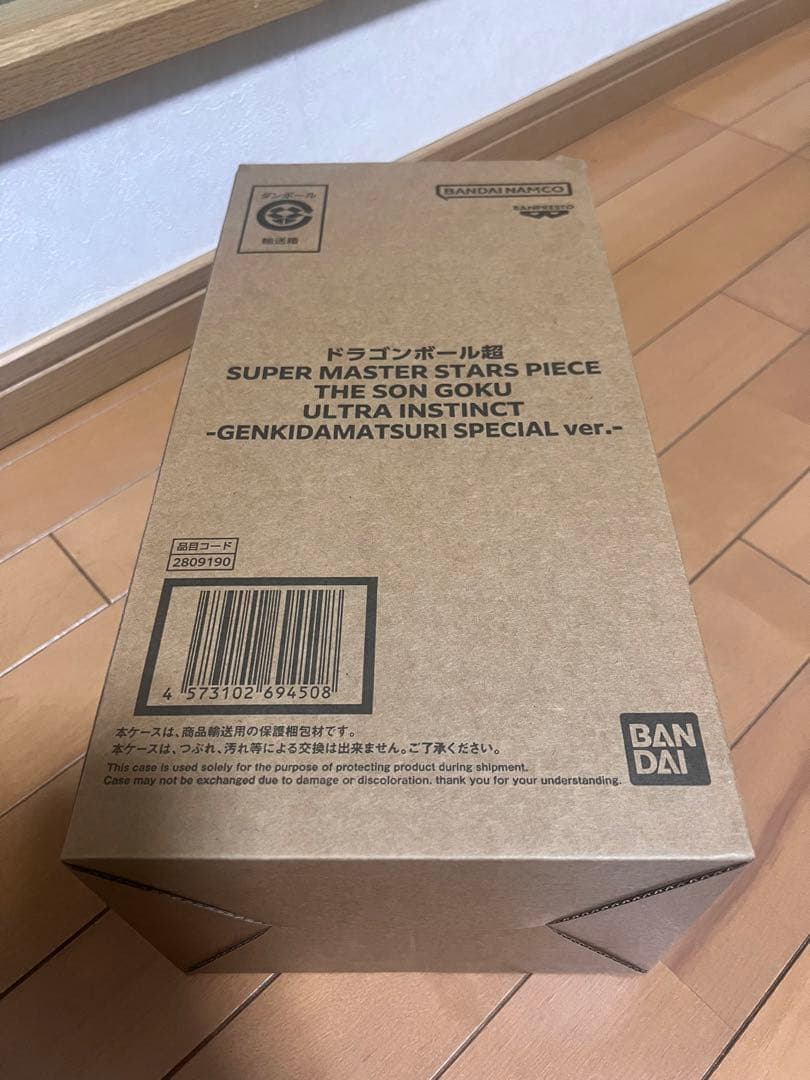 ダンボール
輸送箱
BANDAI NAMCO
BANPRESTO
ドラゴンボール超
SUPER MASTER STARS PIECE
THE SON GOKU
ULTRA INSTINCT
-GENKIDAMATSURI SPECIAL ver.-
品目コード
2809190
4 573102 694508
本ケースは、商品輸送用の保護梱包材です。
本ケースは、つぶれ、汚れ等による交換は出来ません。ご了承ください。
This case is used solely for the purpose of protecting product during shipment.
Case may not be exchanged due to damage or discoloration. thank you for your understanding.
BAN
DAI